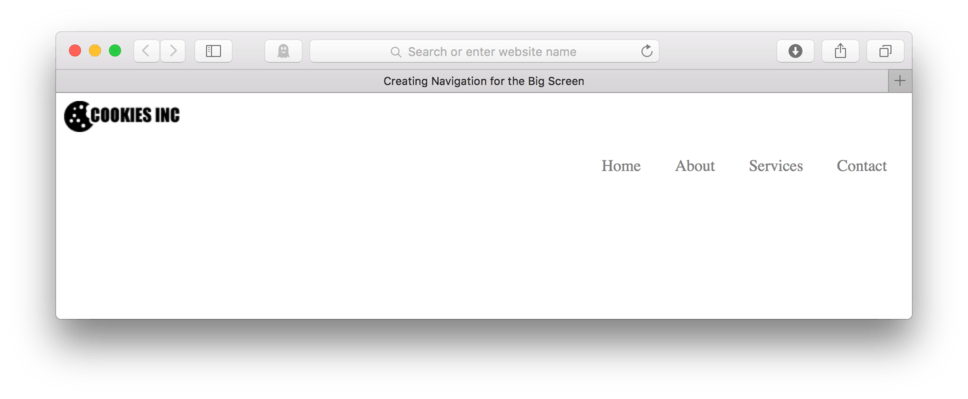 Search or enter website name
Creating Navigation for the Big Screen
COOKIES INC
Home About Services Contact